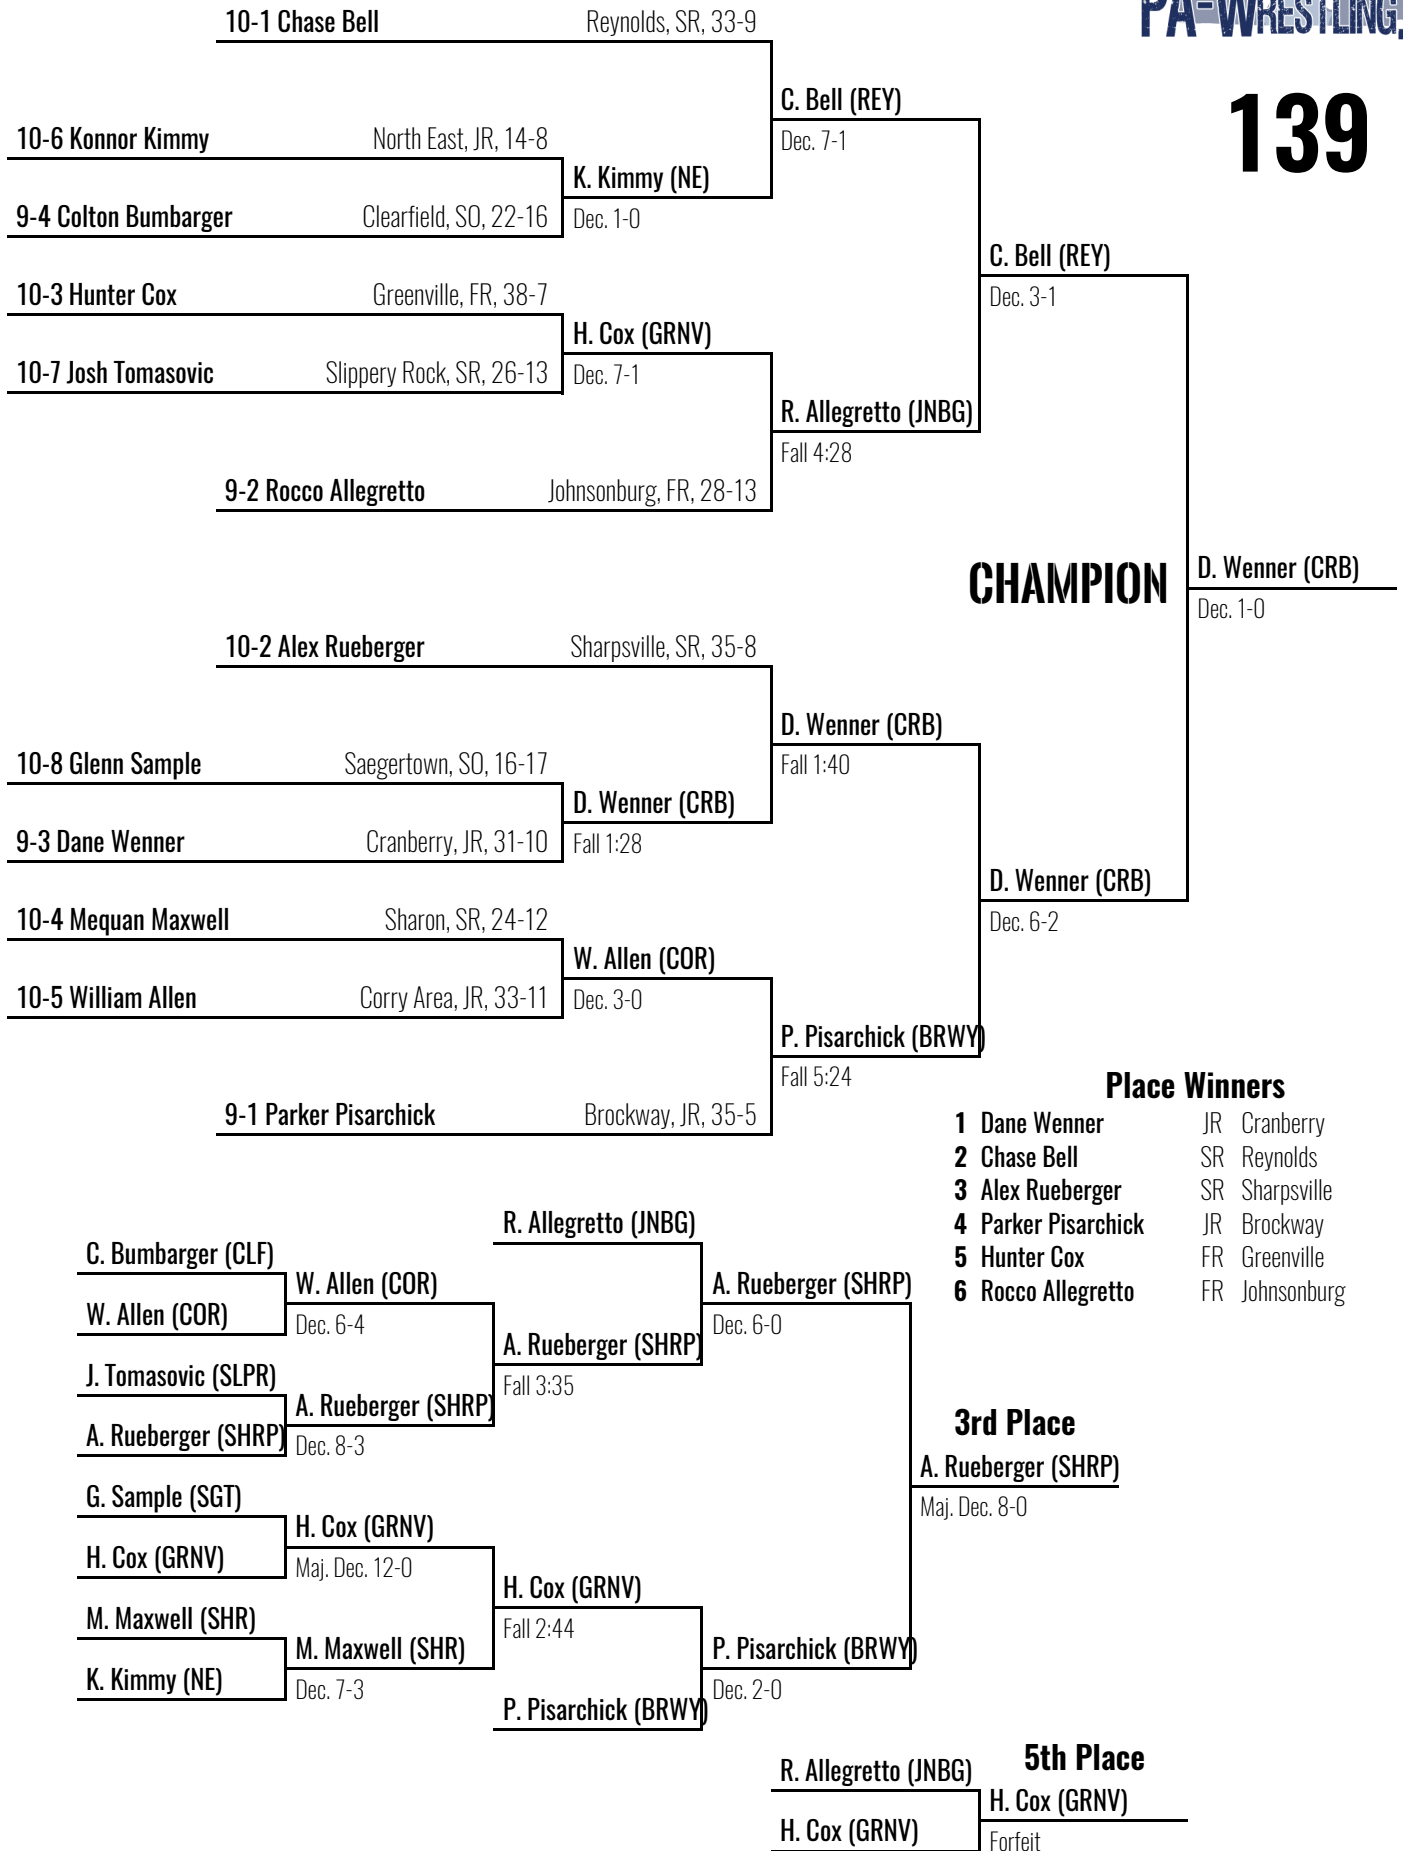 PA-WRESTLING.
139
10-1 Chase Bell Reynolds, SR, 33-9
C. Bell (REY)
Dec. 7-1
10-6 Konnor Kimmy North East, JR, 14-8
K. Kimmy (NE)
Dec. 1-0
9-4 Colton Bumbarger Clearfield, SO, 22-16
C. Bell (REY)
Dec. 3-1
10-3 Hunter Cox Greenville, FR, 38-7
H. Cox (GRNV)
Dec. 7-1
10-7 Josh Tomasovic Slippery Rock, SR, 26-13
R. Allegretto (JNBG)
Fall 4:28
9-2 Rocco Allegretto Johnsonburg, FR, 28-13
CHAMPION
D. Wenner (CRB)
Dec. 1-0
10-2 Alex Rueberger Sharpsville, SR, 35-8
D. Wenner (CRB)
Fall 1:40
10-8 Glenn Sample Saegertown, SO, 16-17
D. Wenner (CRB)
Fall 1:28
9-3 Dane Wenner Cranberry, JR, 31-10
D. Wenner (CRB)
Dec. 6-2
10-4 Mequan Maxwell Sharon, SR, 24-12
W. Allen (COR)
Dec. 3-0
10-5 William Allen Corry Area, JR, 33-11
P. Pisarchick (BRWY)
Fall 5:24
9-1 Parker Pisarchick Brockway, JR, 35-5
Place Winners
1 Dane Wenner JR Cranberry
2 Chase Bell SR Reynolds
3 Alex Rueberger SR Sharpsville
4 Parker Pisarchick JR Brockway
5 Hunter Cox FR Greenville
6 Rocco Allegretto FR Johnsonburg
R. Allegretto (JNBG)
C. Bumbarger (CLF)
W. Allen (COR)
Dec. 6-4
W. Allen (COR)
A. Rueberger (SHRP)
Dec. 6-0
A. Rueberger (SHRP)
Fall 3:35
J. Tomasovic (SLPR)
A. Rueberger (SHRP)
Dec. 8-3
A. Rueberger (SHRP)
3rd Place
A. Rueberger (SHRP)
Maj. Dec. 8-0
G. Sample (SGT)
H. Cox (GRNV)
Maj. Dec. 12-0
H. Cox (GRNV)
H. Cox (GRNV)
Fall 2:44
M. Maxwell (SHR)
M. Maxwell (SHR)
Dec. 7-3
K. Kimmy (NE)
P. Pisarchick (BRWY)
Dec. 2-0
P. Pisarchick (BRWY)
5th Place
R. Allegretto (JNBG)
H. Cox (GRNV)
Forfeit
H. Cox (GRNV)